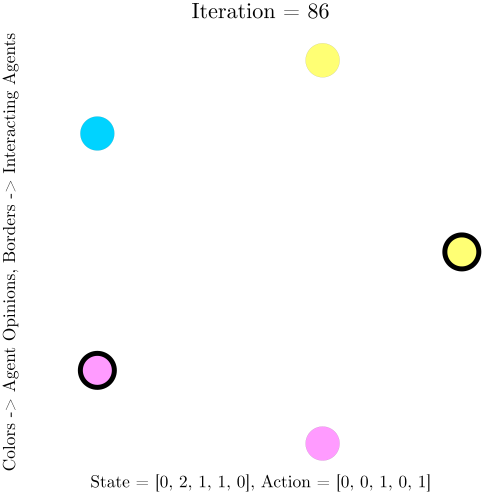 Iteration = 86
Colors -> Agent Opinions, Borders -> Interacting Agents
State = [0, 2, 1, 1, 0], Action = [0, 0, 1, 0, 1]